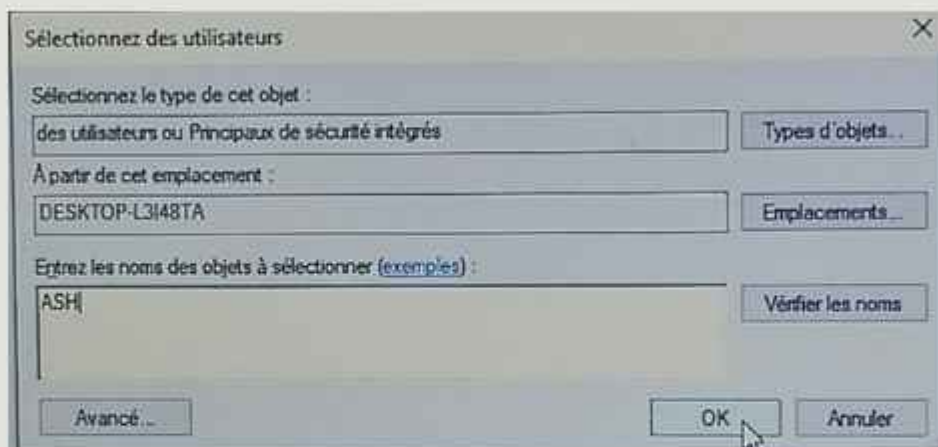 Sélectionnez des utilisateurs
Sélectionnez le type de cet objet :
des utilisateurs ou Principaux de sécurité intégrés
Types d'objets...
À partir de cet emplacement :
DESKTOP-L3I48TA
Emplacements...
Entrez les noms des objets à sélectionner (exemples) :
ASH
Vérifier les noms
Avancé...
OK
Annuler